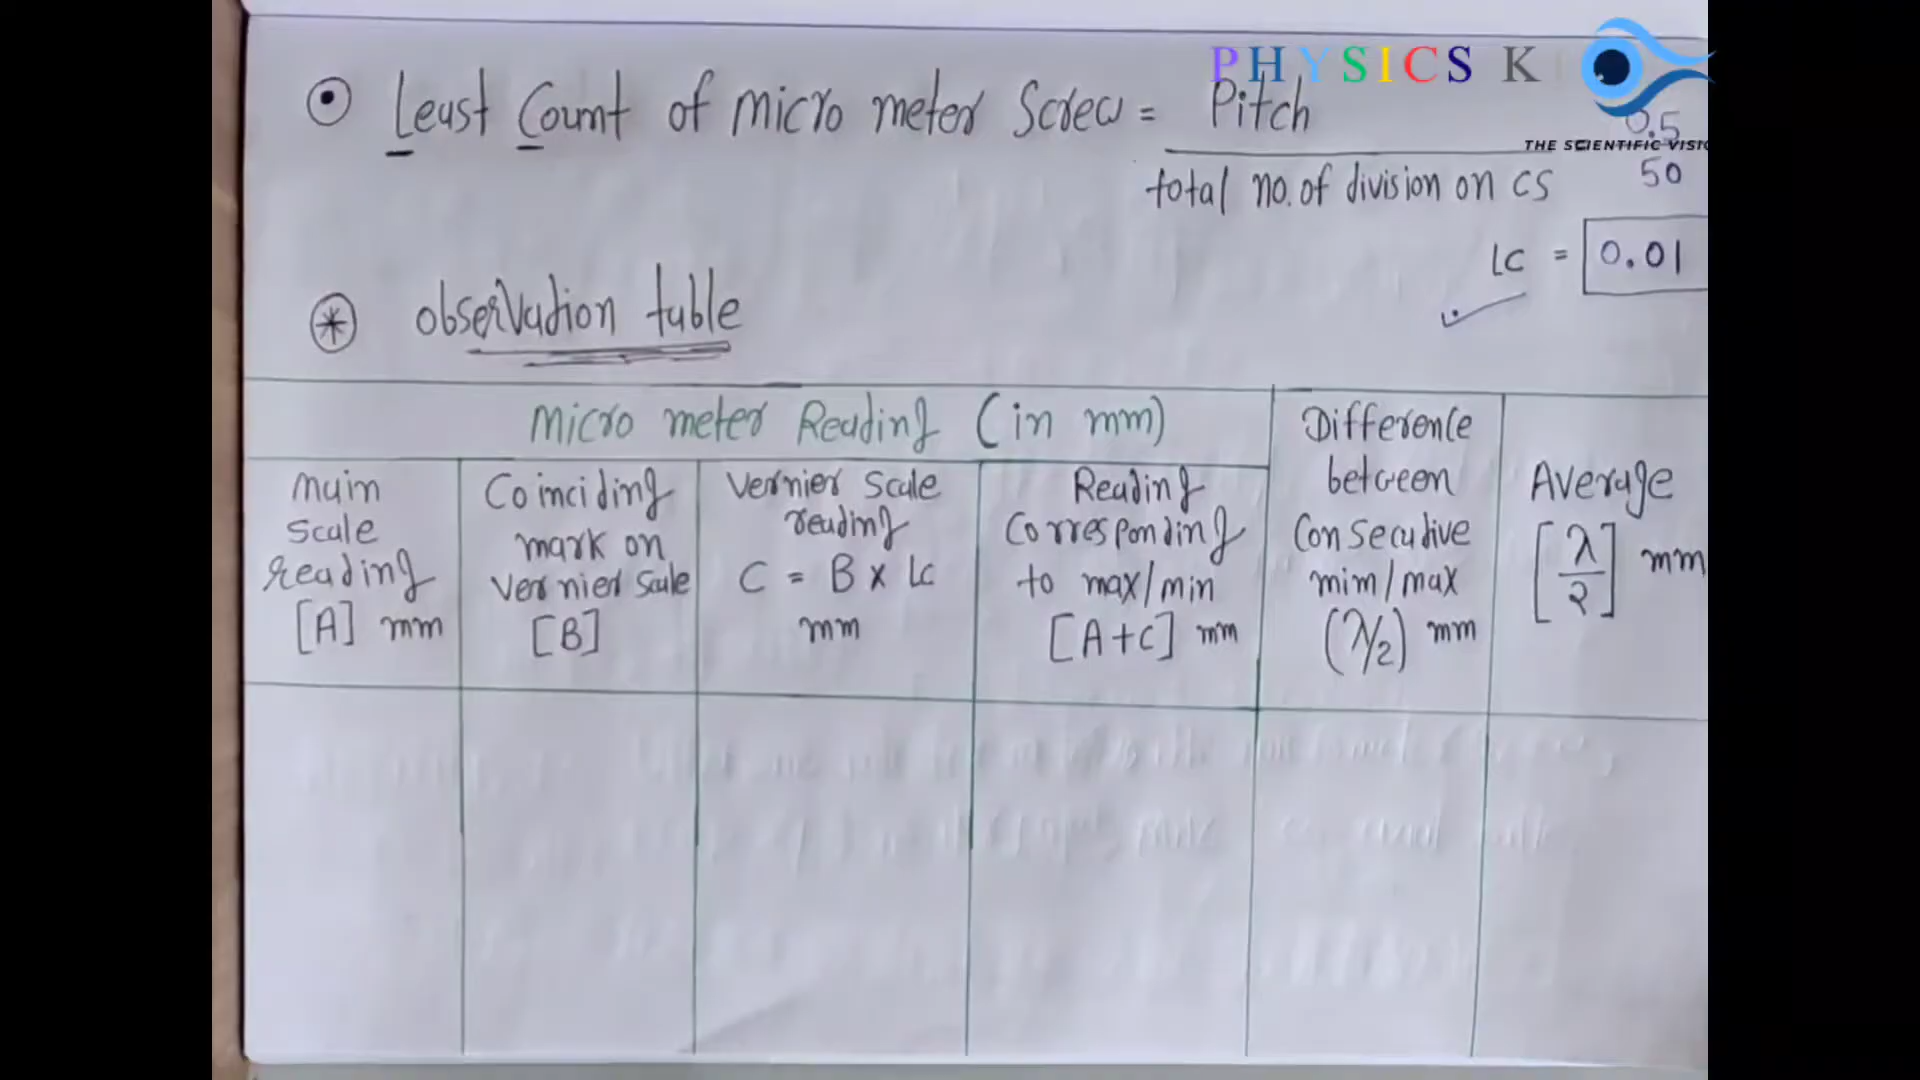 PHYSICS K
THE SCIENTIFIC VISIO
Least Count of micro meter Screw = Pitch
total no. of division on CS
0.5
50
LC = 0.01
observation table
Micro meter Reading (in mm)
Main
Scale
reading
[A] mm
Coinciding
mark on
Vernier Scale
[B]
Vernier Scale
reading
C = B x LC
mm
Reading
Corresponding
to max/min
[A+C] mm
Difference
between
Consecutive
mim/max
(λ/2) mm
Average
[λ/2] mm